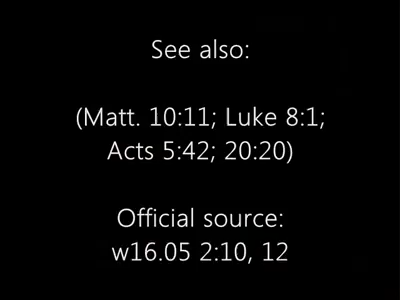 See also:
(Matt. 10:11; Luke 8:1;
Acts 5:42; 20:20)
Official source:
w16.05 2:10, 12